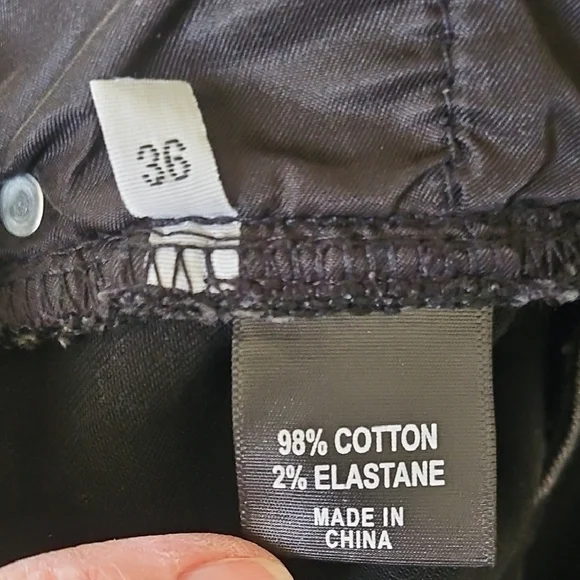 36
98% COTTON
2% ELASTANE
MADE IN
CHINA